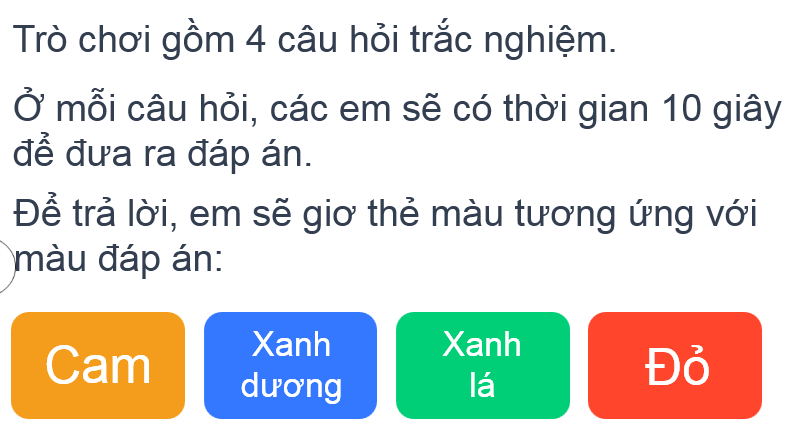 Trò chơi gồm 4 câu hỏi trắc nghiệm.
Ở mỗi câu hỏi, các em sẽ có thời gian 10 giây
để đưa ra đáp án.
Để trả lời, em sẽ giơ thẻ màu tương ứng với
màu đáp án:
Cam
Xanh
dương
Xanh
lá
Đỏ